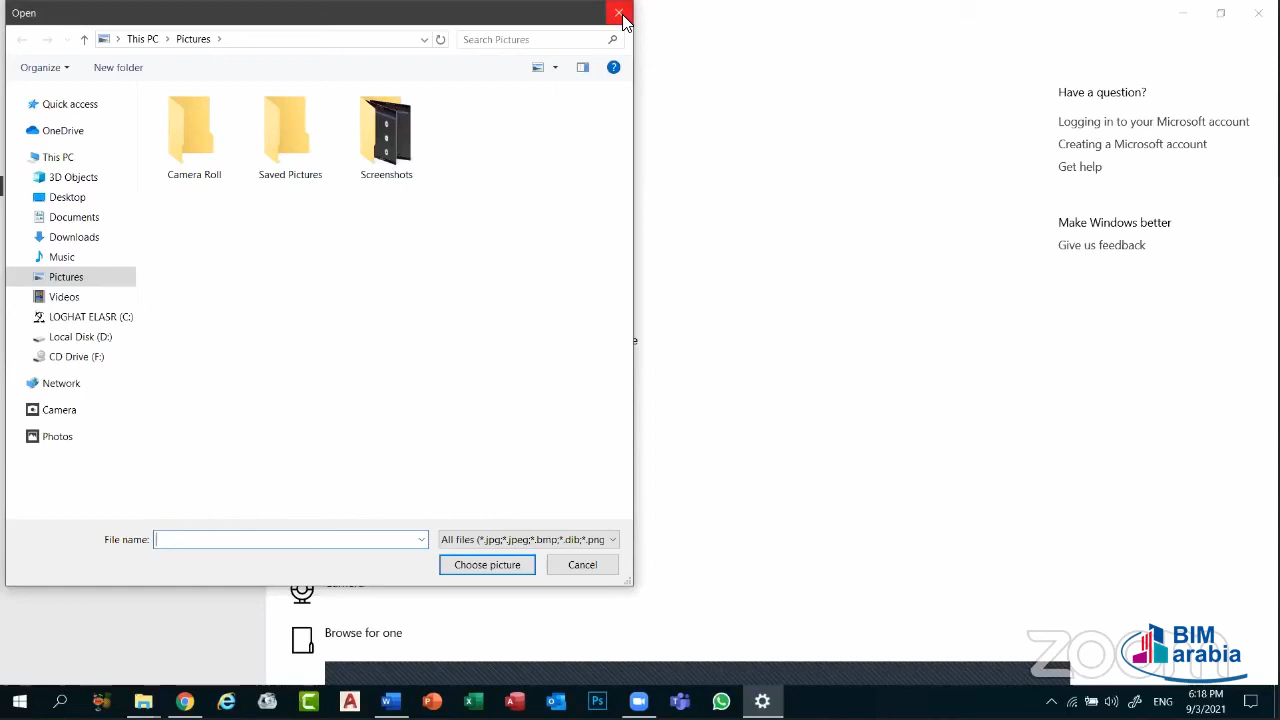 Open
This PC
Pictures
Search Pictures
Organize
New folder
Quick access
OneDrive
This PC
3D Objects
Desktop
Documents
Downloads
Music
Pictures
Videos
LOGHAT ELASR (C:)
Local Disk (D:)
CD Drive (F:)
Network
Camera
Photos
Camera Roll
Saved Pictures
Screenshots
File name:
All files (*.jpg;*.jpeg;*.bmp;*.dib;*.png
Choose picture
Cancel
Have a question?
Logging in to your Microsoft account
Creating a Microsoft account
Get help
Make Windows better
Give us feedback
Browse for one
zoom
BIM
arabia
ENG
6:18 PM
9/3/2021